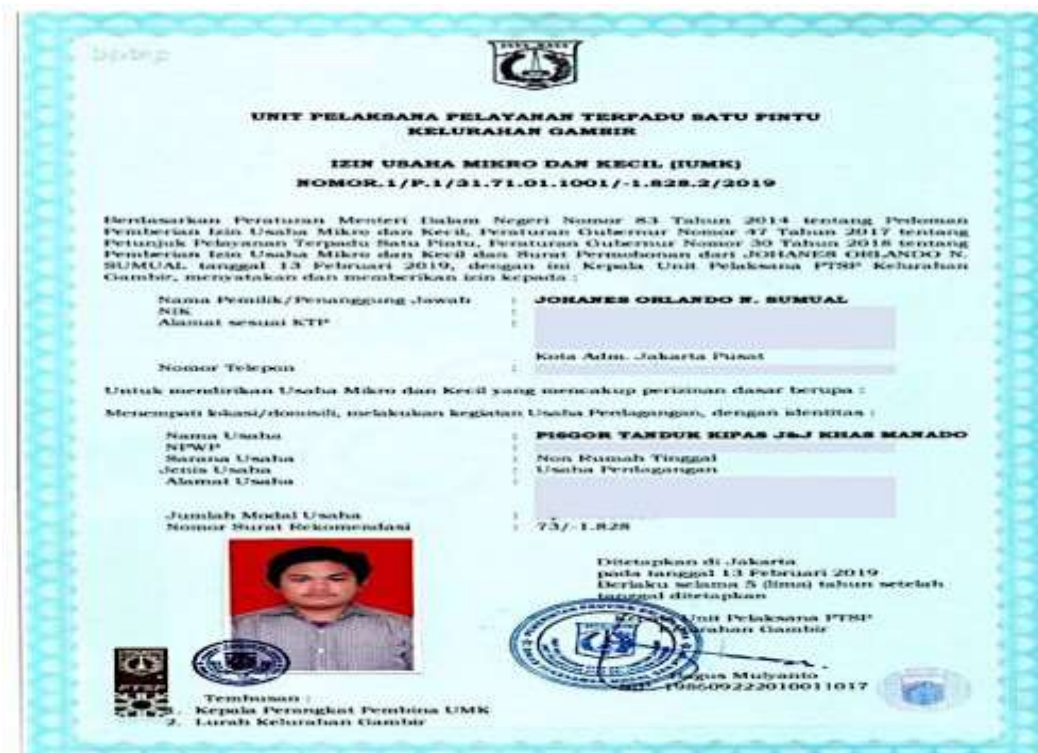 JAYA RAYA
UNIT PELAKSANA PELAYANAN TERPADU SATU PINTU
KELURAHAN GAMBIR
IZIN USAHA MIKRO DAN KECIL (IUMK)
NOMOR.1/P.1/31.71.01.1001/-1.828.2/2019
Berdasarkan Peraturan Menteri Dalam Negeri Nomor 83 Tahun 2014 tentang Pedoman
Pemberian Izin Usaha Mikro dan Kecil, Peraturan Gubernur Nomor 47 Tahun 2017 tentang
Petunjuk Pelayanan Terpadu Satu Pintu, Peraturan Gubernur Nomor 30 Tahun 2018 tentang
Pemberian Izin Usaha Mikro dan Kecil dan Surat Permohonan dari JOHANES ORLANDO N.
SUMUAL tanggal 13 Februari 2019, dengan ini Kepala Unit Pelaksana PTSP Kelurahan
Gambir, menyatakan dan memberikan izin kepada :
Nama Pemilik/Penanggung Jawab : JOHANES ORLANDO N. SUMUAL
NIK :
Alamat sesuai KTP :
Kota Adm. Jakarta Pusat
Nomor Telepon :
Untuk mendirikan Usaha Mikro dan Kecil yang mencakup perizinan dasar berupa :
Menempati lokasi/domisili, melakukan kegiatan Usaha Perdagangan, dengan identitas :
Nama Usaha : PISGOR TANDUK KIPAS J&J KHAS MANADO
NPWP :
Sarana Usaha : Non Rumah Tinggal
Jenis Usaha : Usaha Perdagangan
Alamat Usaha :
Jumlah Modal Usaha :
Nomor Surat Rekomendasi : 73/-1.828
Ditetapkan di Jakarta
pada tanggal 13 Februari 2019
Berlaku selama 5 (lima) tahun setelah
tanggal ditetapkan
Kepala Unit Pelaksana PTSP
Kelurahan Gambir
Bagus Mulyanto
198609222010011017
PTSP
Tembusan :
1. Kepala Perangkat Pembina UMK
2. Lurah Kelurahan Gambir